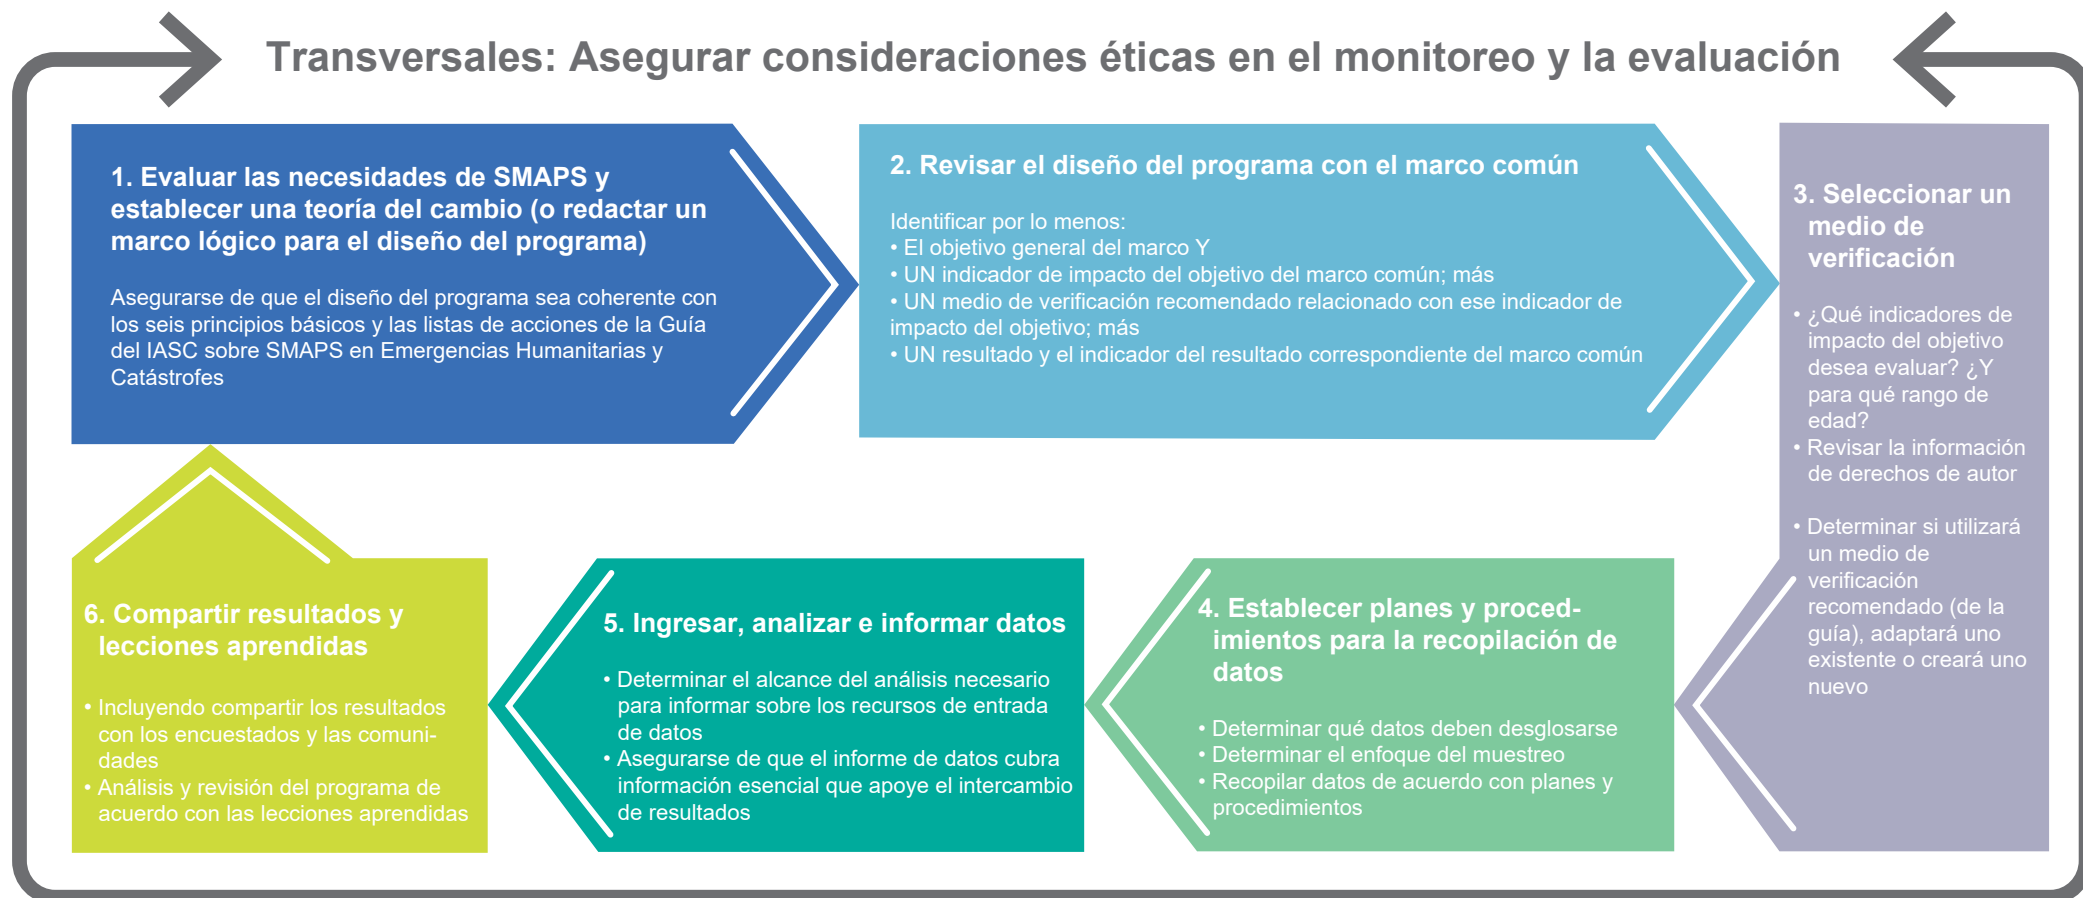 Transversales: Asegurar consideraciones éticas en el monitoreo y la evaluación
1. Evaluar las necesidades de SMAPS y
establecer una teoría del cambio (o redactar un
marco lógico para el diseño del programa)
Asegurarse de que el diseño del programa sea coherente con
los seis principios básicos y las listas de acciones de la Guía
del IASC sobre SMAPS en Emergencias Humanitarias y
Catástrofes
2. Revisar el diseño del programa con el marco común
Identificar por lo menos:
• El objetivo general del marco Y
• UN indicador de impacto del objetivo del marco común; más
• UN medio de verificación recomendado relacionado con ese indicador de
impacto del objetivo; más
• UN resultado y el indicador del resultado correspondiente del marco común
3. Seleccionar un
medio de
verificación
• ¿Qué indicadores de
impacto del objetivo
desea evaluar? ¿Y
para qué rango de
edad?
• Revisar la información
de derechos de autor
• Determinar si utilizará
un medio de
verificación
recomendado (de la
guía), adaptará uno
existente o creará uno
nuevo
4. Establecer planes y proced-
imientos para la recopilación de
datos
• Determinar qué datos deben desglosarse
• Determinar el enfoque del muestreo
• Recopilar datos de acuerdo con planes y
procedimientos
5. Ingresar, analizar e informar datos
• Determinar el alcance del análisis necesario
para informar sobre los recursos de entrada
de datos
• Asegurarse de que el informe de datos cubra
información esencial que apoye el intercambio
de resultados
6. Compartir resultados y
lecciones aprendidas
• Incluyendo compartir los resultados
con los encuestados y las comuni-
dades
• Análisis y revisión del programa de
acuerdo con las lecciones aprendidas